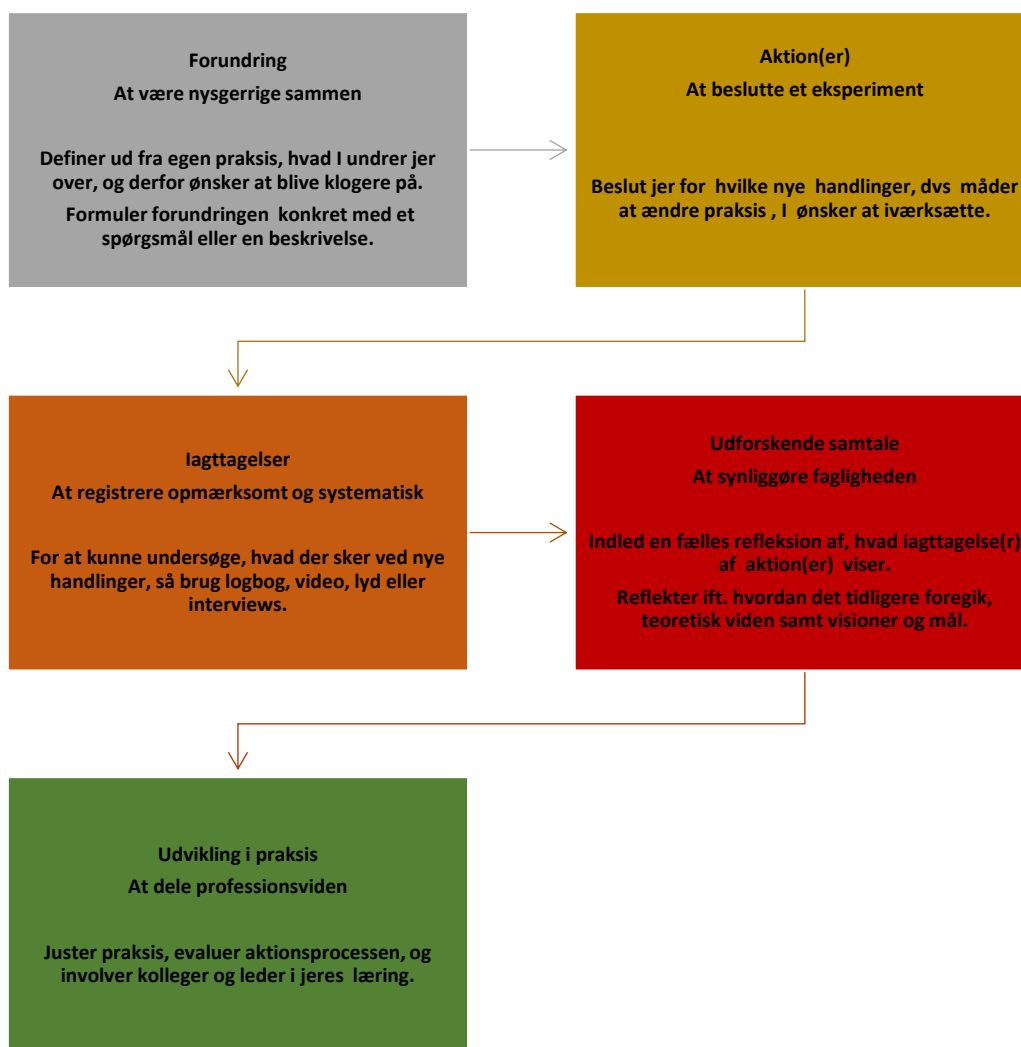 Forundring
At være nysgerrige sammen
Definer ud fra egen praksis, hvad I undrer jer
over, og derfor ønsker at blive klogere på.
Formuler forundringen konkret med et
spørgsmål eller en beskrivelse.
Aktion(er)
At beslutte et eksperiment
Beslut jer for hvilke nye handlinger, dvs måder
at ændre praksis , I ønsker at iværksætte.
Iagttagelser
At registrere opmærksomt og systematisk
For at kunne undersøge, hvad der sker ved nye
handlinger, så brug logbog, video, lyd eller
interviews.
Udforskende samtale
At synliggøre fagligheden
Indled en fælles refleksion af, hvad iagttagelse(r)
af aktion(er) viser.
Reflekter ift. hvordan det tidligere foregik,
teoretisk viden samt visioner og mål.
Udvikling i praksis
At dele professionsviden
Juster praksis, evaluer aktionsprocessen, og
involver kolleger og leder i jeres læring.